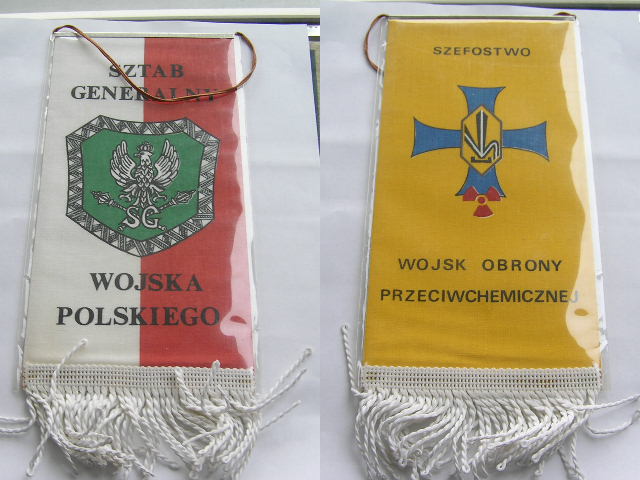 SZTAB
GENERALNY
SG
WOJSKA
POLSKIEGO
SZEFOSTWO
WOJSK OBRONY
PRZECIWCHEMICZNEJ